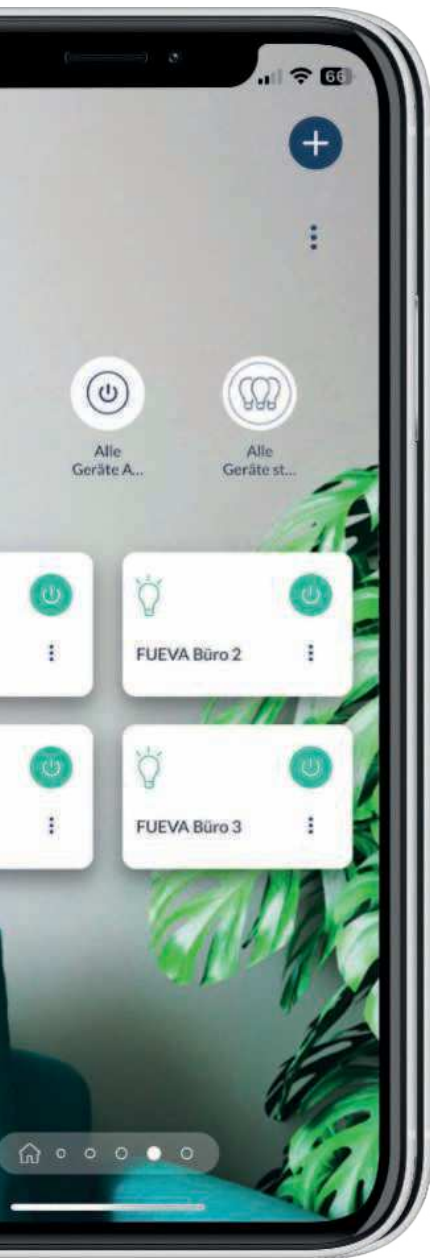 66
Alle
Geräte A...
Alle
Geräte st...
FUEVA Büro 2
FUEVA Büro 3